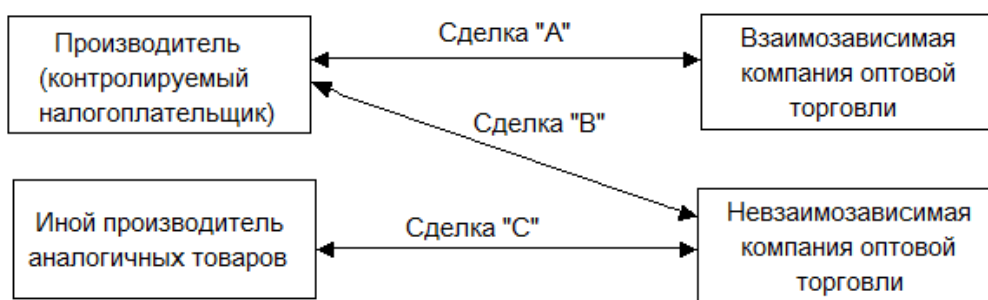 Производитель
(контролируемый
налогоплательщик)
Сделка "А"
Взаимозависимая
компания оптовой
торговли
Сделка "В"
Иной производитель
аналогичных товаров
Сделка "С"
Невзаимозависимая
компания оптовой
торговли